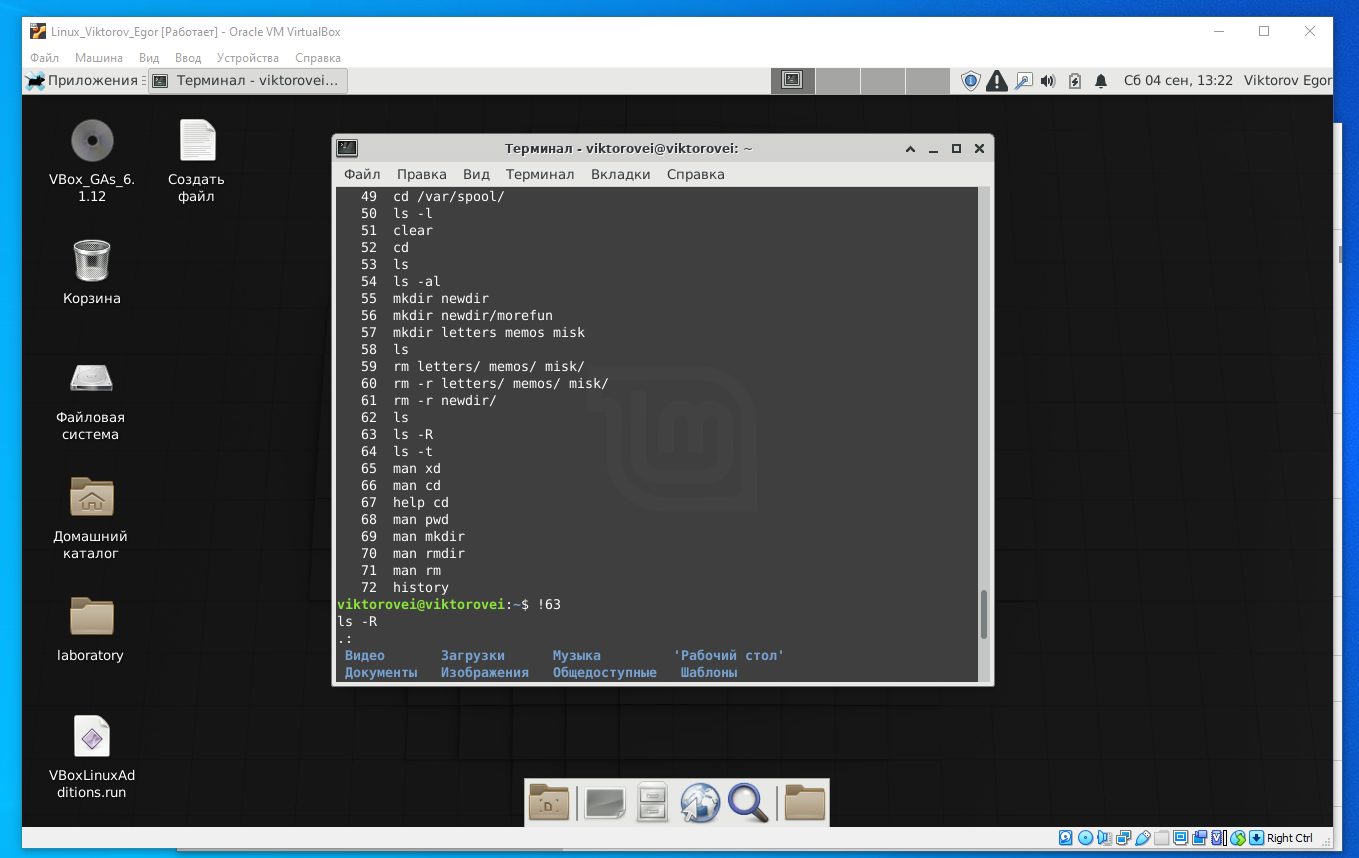 Linux_Viktorov_Egor [Работает] - Oracle VM VirtualBox
Файл Машина Вид Ввод Устройства Справка
Приложения Терминал - viktorovei... Сб 04 сен, 13:22 Viktorov Egor
VBox_GAs_6.
1.12
Создать
файл
Корзина
Файловая
система
Домашний
каталог
laboratory
VBoxLinuxAd
ditions.run
Терминал - viktorovei@viktorovei: ~
Файл Правка Вид Терминал Вкладки Справка
49 cd /var/spool/
50 ls -l
51 clear
52 cd
53 ls
54 ls -al
55 mkdir newdir
56 mkdir newdir/morefun
57 mkdir letters memos misk
58 ls
59 rm letters/ memos/ misk/
60 rm -r letters/ memos/ misk/
61 rm -r newdir/
62 ls
63 ls -R
64 ls -t
65 man xd
66 man cd
67 help cd
68 man pwd
69 man mkdir
70 man rmdir
71 man rm
72 history
viktorovei@viktorovei:~$ !63
ls -R
.:
Видео Загрузки Музыка 'Рабочий стол'
Документы Изображения Общедоступные Шаблоны
Right Ctrl